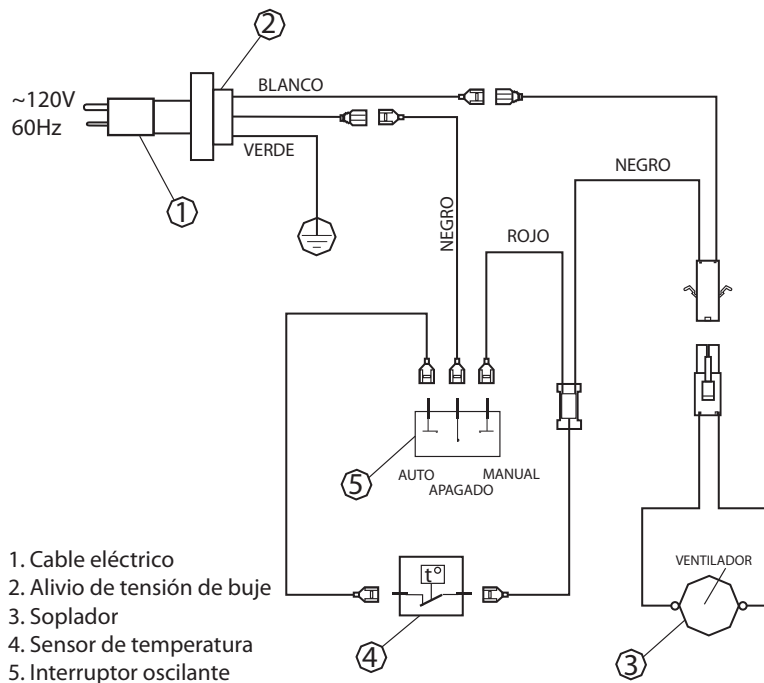 2
BLANCO
~120V
60Hz
VERDE
NEGRO
1
NEGRO
ROJO
5
AUTO
MANUAL
APAGADO
t°
VENTILADOR
4
3
1. Cable eléctrico
2. Alivio de tensión de buje
3. Soplador
4. Sensor de temperatura
5. Interruptor oscilante